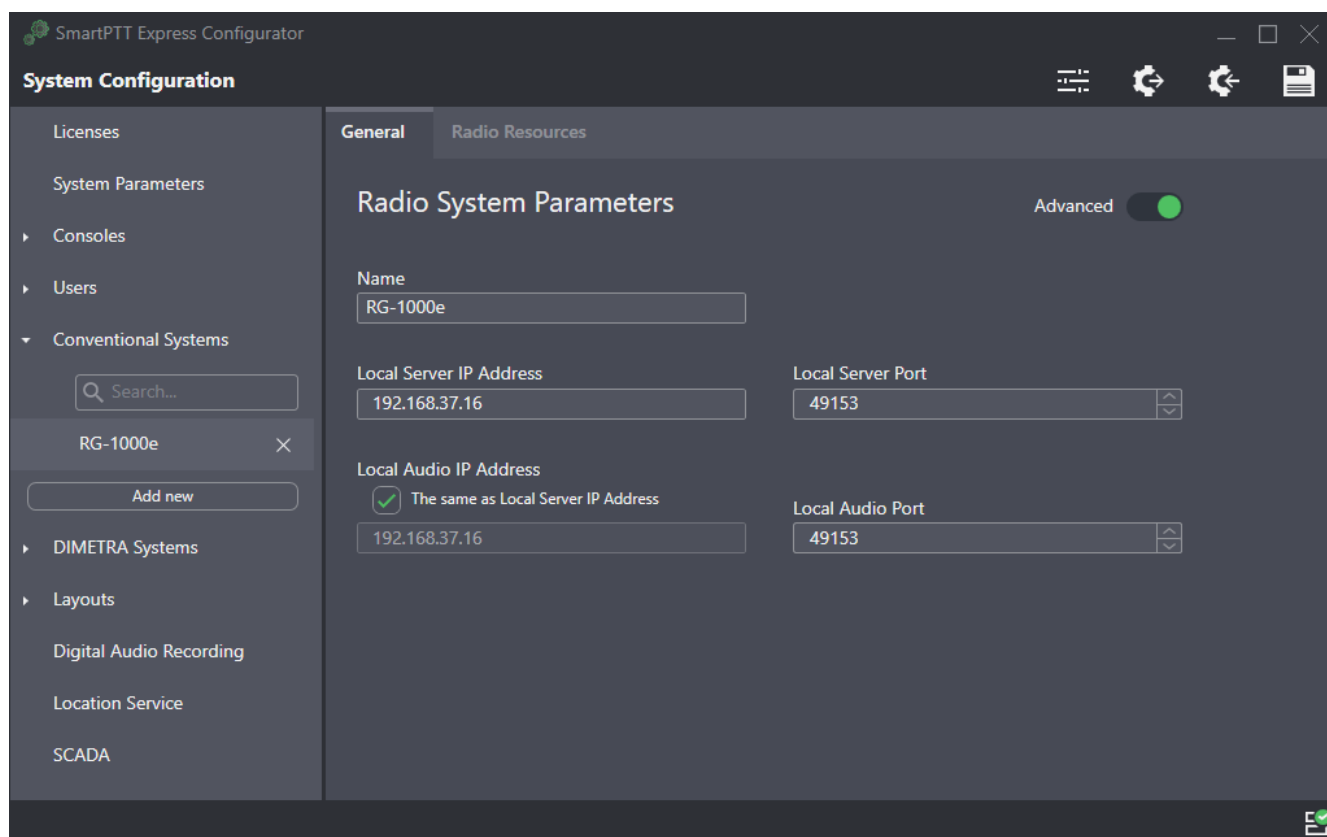 SmartPTT Express Configurator
System Configuration
Licenses
System Parameters
Consoles
Users
Conventional Systems
Search...
RG-1000e
Add new
DIMETRA Systems
Layouts
Digital Audio Recording
Location Service
SCADA
General Radio Resources
Radio System Parameters
Advanced
Name
RG-1000e
Local Server IP Address
192.168.37.16
Local Server Port
49153
Local Audio IP Address
The same as Local Server IP Address
192.168.37.16
Local Audio Port
49153